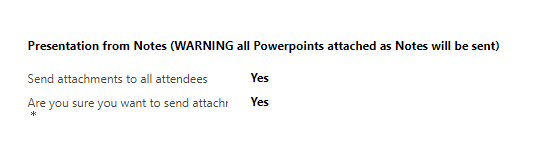 Presentation from Notes (WARNING all Powerpoints attached as Notes will be sent)
Send attachments to all attendees Yes
Are you sure you want to send attachr Yes
*